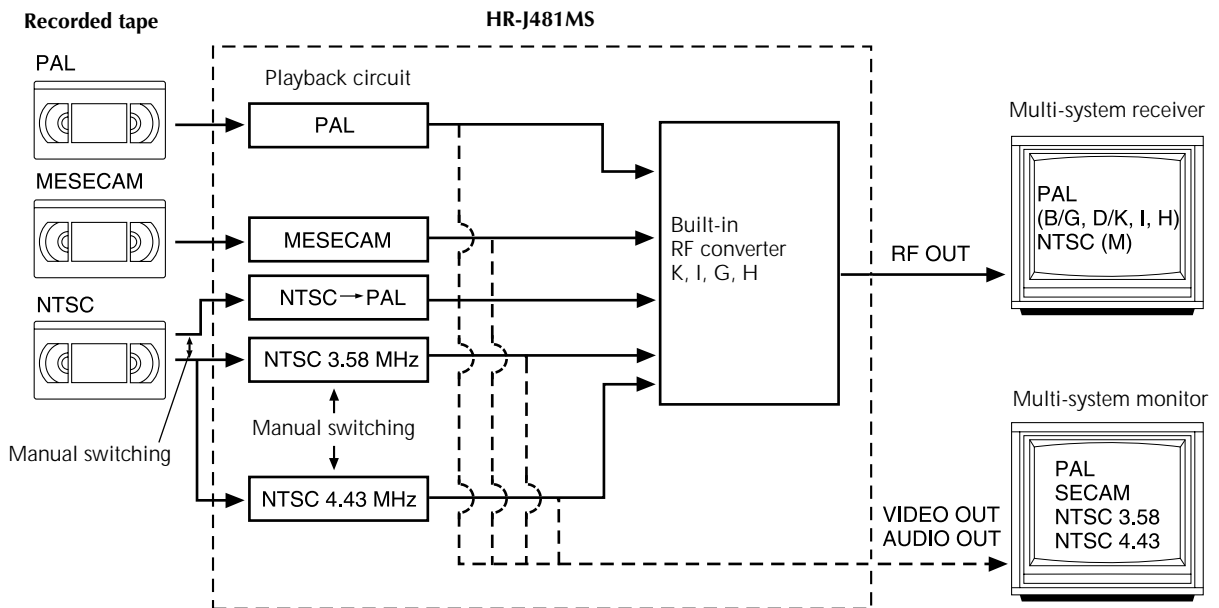 Recorded tape
HR-J481MS
PAL
MESECAM
NTSC
Manual switching
Playback circuit
PAL
MESECAM
NTSC→PAL
NTSC 3.58 MHz
Manual switching
NTSC 4.43 MHz
Built-in
RF converter
K, I, G, H
RF OUT
VIDEO OUT
AUDIO OUT
Multi-system receiver
PAL
(B/G, D/K, I, H)
NTSC (M)
Multi-system monitor
PAL
SECAM
NTSC 3.58
NTSC 4.43